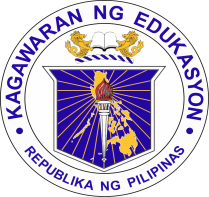 KAGAWARAN NG EDUKASYON
REPUBLIKA NG PILIPINAS